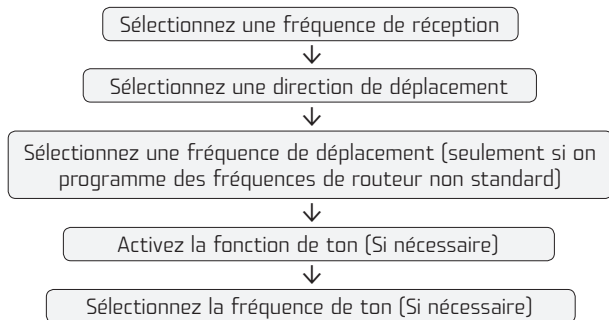 Sélectionnez une fréquence de réception
Sélectionnez une direction de déplacement
Sélectionnez une fréquence de déplacement (seulement si on
programme des fréquences de routeur non standard)
Activez la fonction de ton (Si nécessaire)
Sélectionnez la fréquence de ton (Si nécessaire)